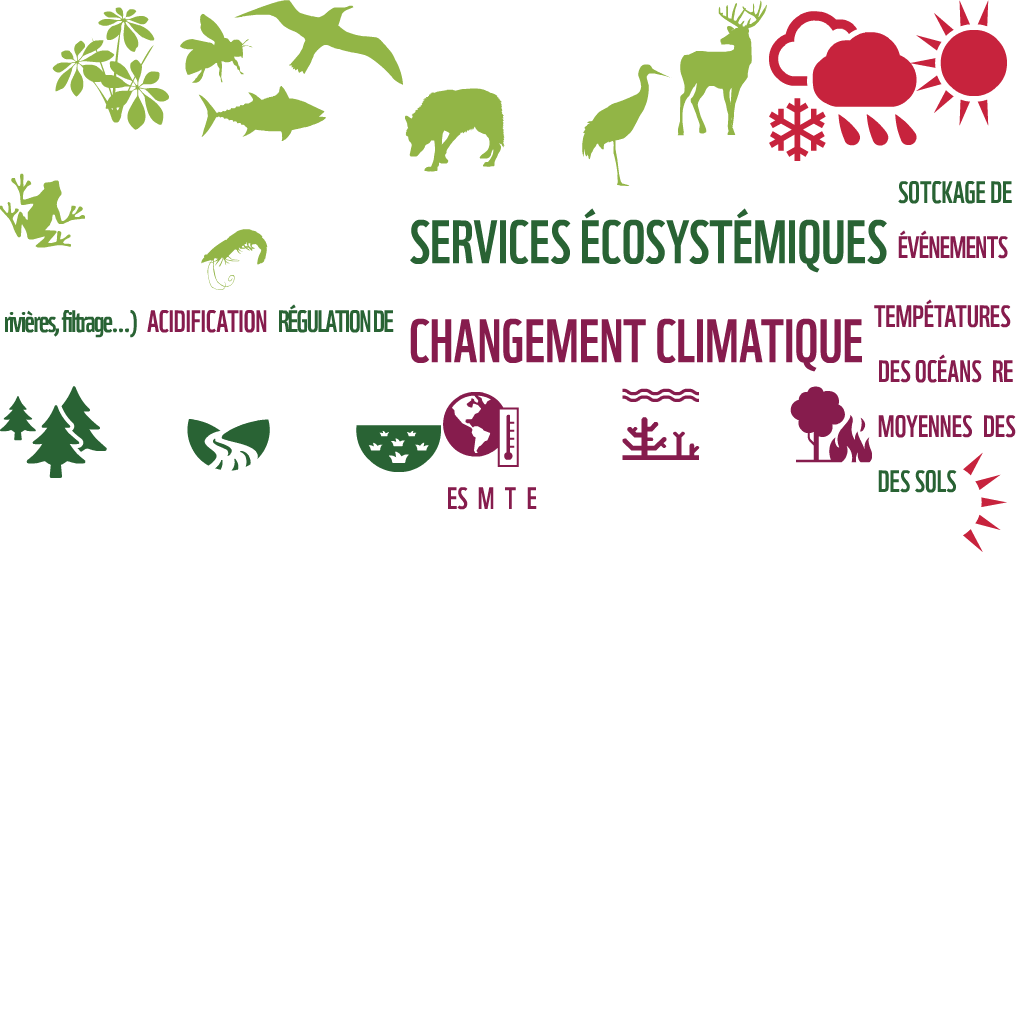 SOTCKAGE DE
SERVICES ÉCOSYSTÉMIQUES
ÉVÉNEMENTS
rivières, filtrage…)
ACIDIFICATION
RÉGULATION DE
CHANGEMENT CLIMATIQUE
TEMPÉTATURES
DES OCÉANS RE
MOYENNES DES
DES SOLS
ES M T E